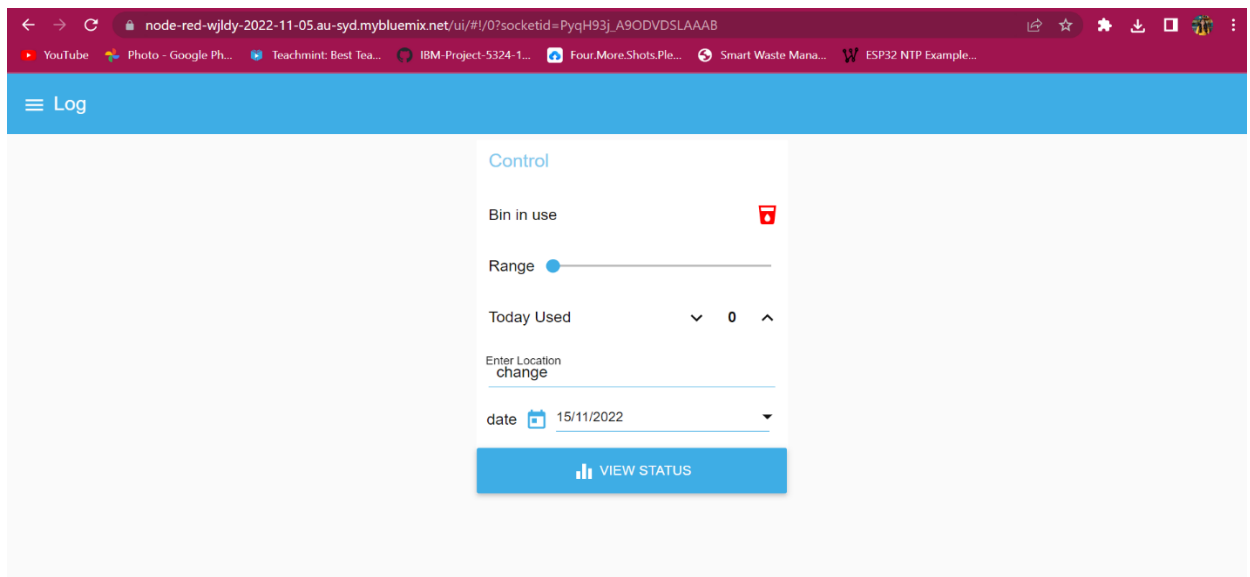 node-red-wjldy-2022-11-05.au-syd.mybluemix.net/ui/#!/0?socketid=PyqH93j_A9ODVDSLAAAB
YouTube Photo - Google Ph... Teachmint: Best Tea... IBM-Project-5324-1... Four.More.Shots.Ple... Smart Waste Mana... ESP32 NTP Example...
Log
Control
Bin in use
Range
Today Used 0
Enter Location
change
date 15/11/2022
VIEW STATUS